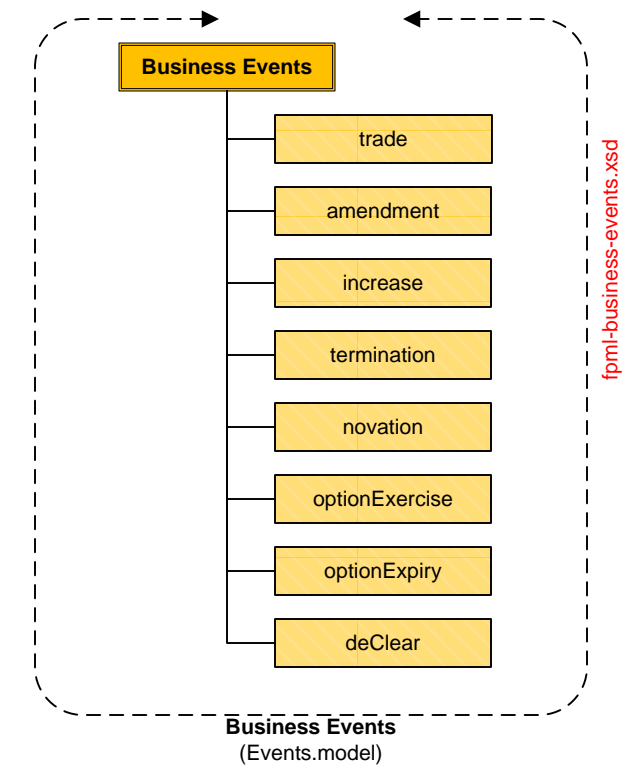 Business Events
trade
amendment
increase
termination
novation
optionExercise
optionExpiry
deClear
fpml-business-events.xsd
Business Events
(Events.model)